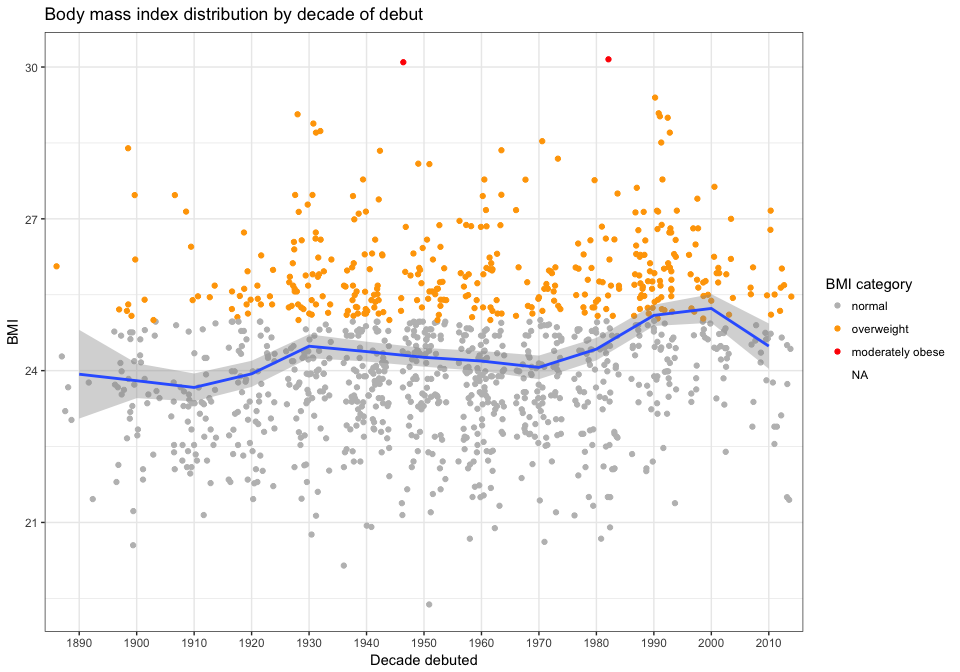 Body mass index distribution by decade of debut
30
27
24
21
BMI
1890 1900 1910 1920 1930 1940 1950 1960 1970 1980 1990 2000 2010
Decade debuted
BMI category
normal
overweight
moderately obese
NA